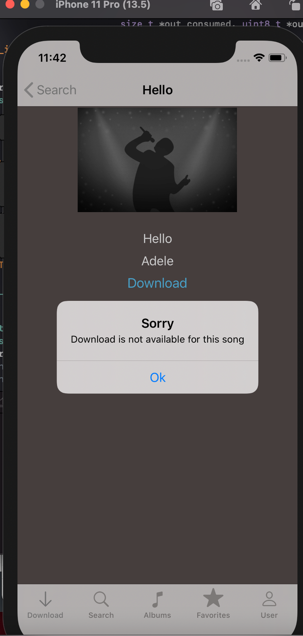 iPhone 11 Pro (13.5)
size_t *out_consumed, uint8_t *ou
11:42
Search
Hello
Hello
Adele
Download
Sorry
Download is not available for this song
Ok
Download
Search
Albums
Favorites
User